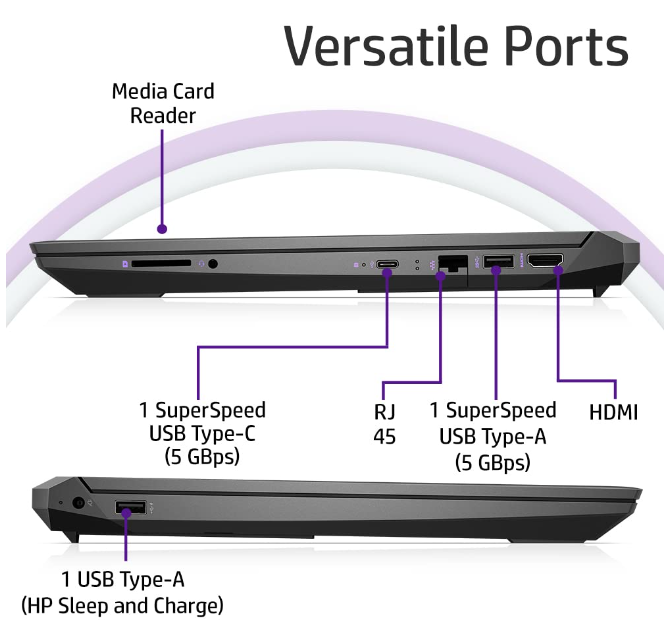 Versatile Ports
Media Card
Reader
1 SuperSpeed
USB Type-C
(5 GBps)
RJ
45
1 SuperSpeed
USB Type-A
(5 GBps)
HDMI
1 USB Type-A
(HP Sleep and Charge)